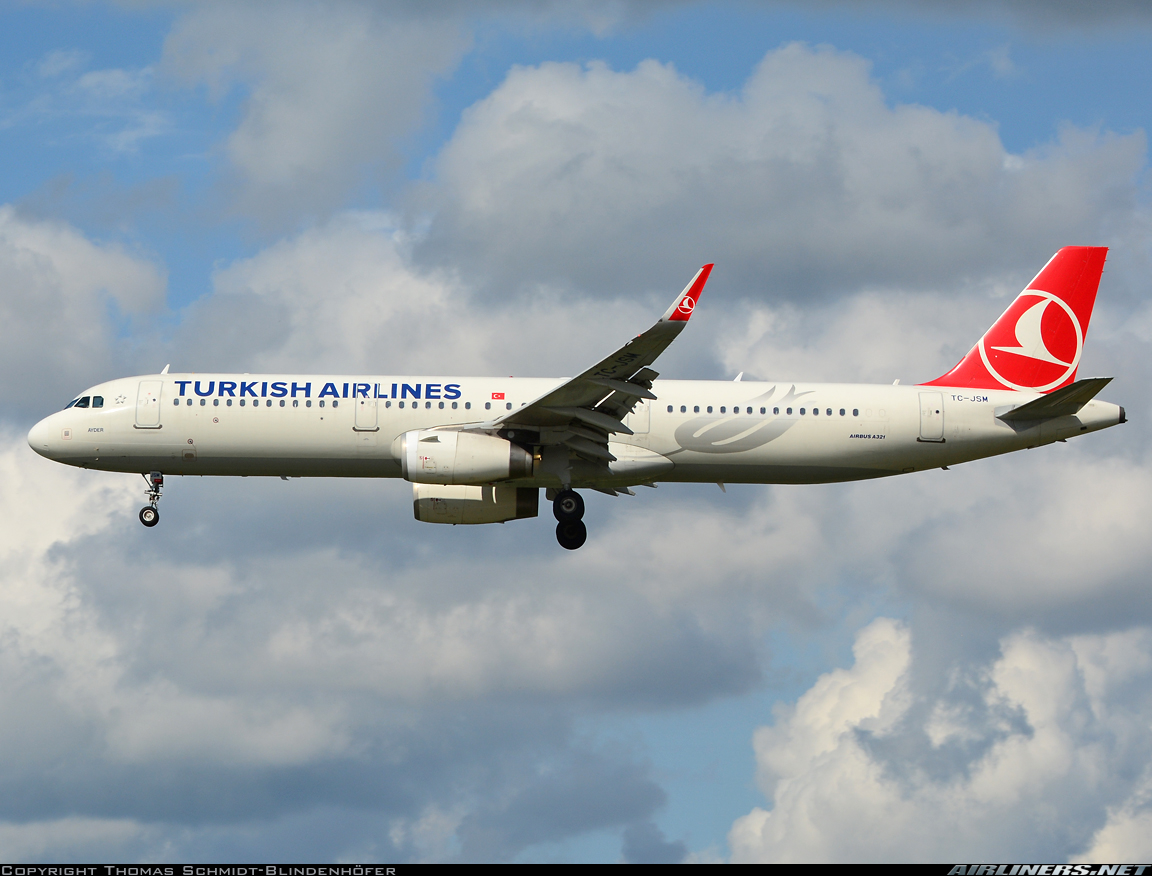 TURKISH AIRLINES
TC-JSM
TC-JSM
AYDER
AIRBUS A321
Copyright Thomas Schmidt-Blindenhöfer
AIRLINERS.NET